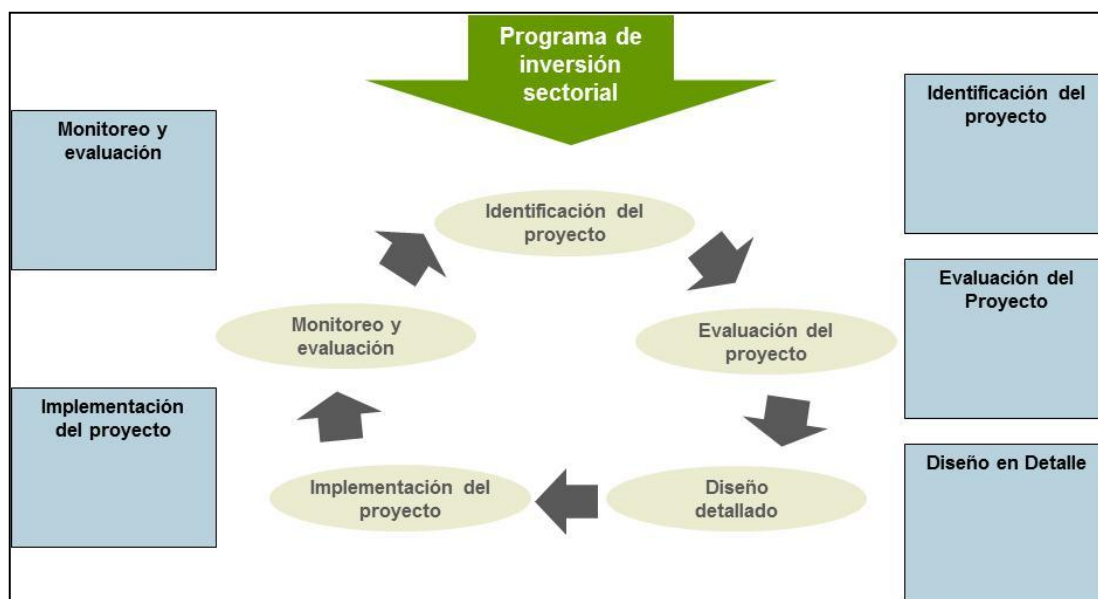 Programa de
inversión
sectorial
Identificación del
proyecto
Monitoreo y
evaluación
Identificación del
proyecto
Evaluación del
Proyecto
Monitoreo y
evaluación
Evaluación del
proyecto
Implementación
del proyecto
Diseño en Detalle
Implementación del
proyecto
Diseño
detallado